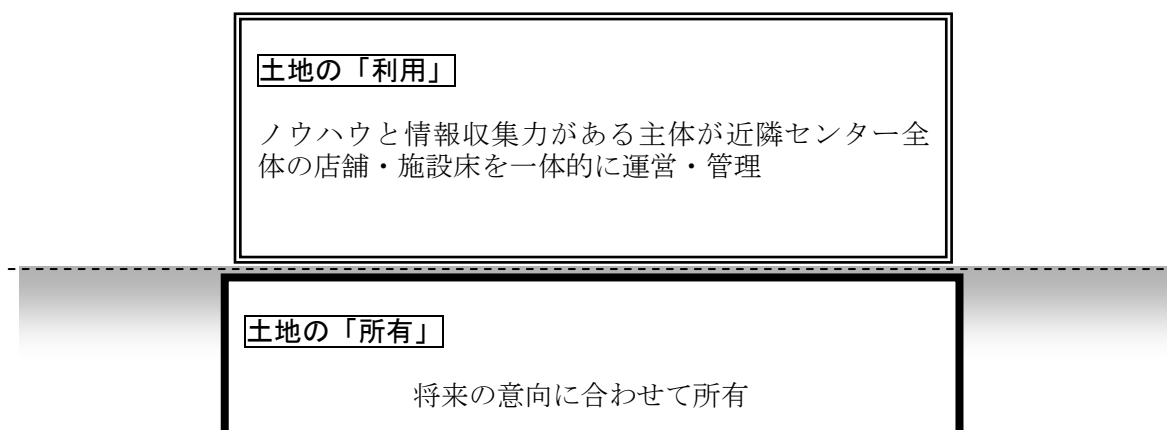 土地の「利用」
ノウハウと情報収集力がある主体が近隣センター全
体の店舗・施設床を一体的に運営・管理
土地の「所有」
将来の意向に合わせて所有